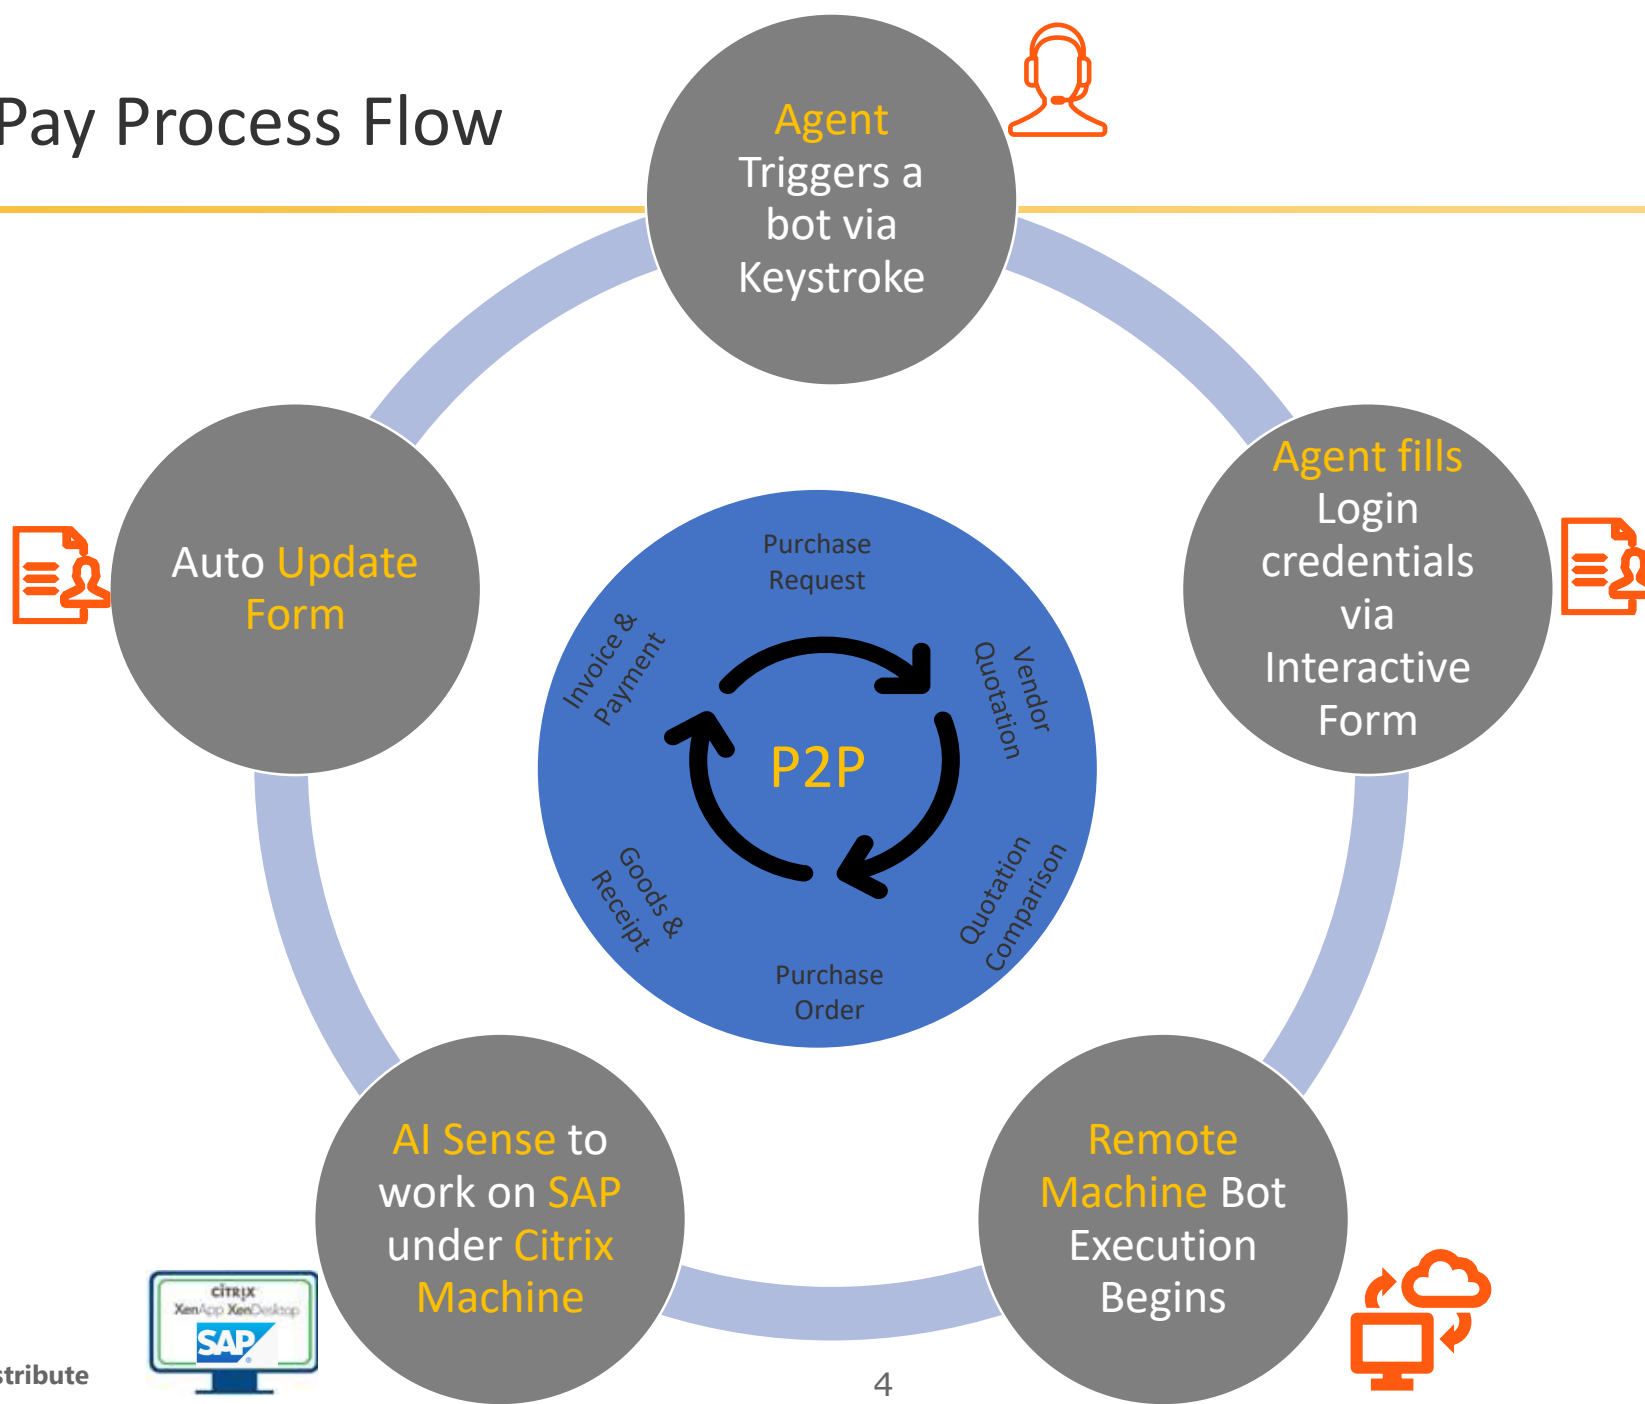 Pay Process Flow
Agent
Triggers a
bot via
Keystroke
Agent fills
Login
credentials
via
Interactive
Form
Remote
Machine Bot
Execution
Begins
AI Sense to
work on SAP
under Citrix
Machine
Auto Update
Form
Purchase
Request
Vendor
Quotation
Quotation
Comparison
Purchase
Order
Goods &
Receipt
Invoice &
Payment
P2P
CİTRIX
XenApp XenDesktop
SAP
stribute
4